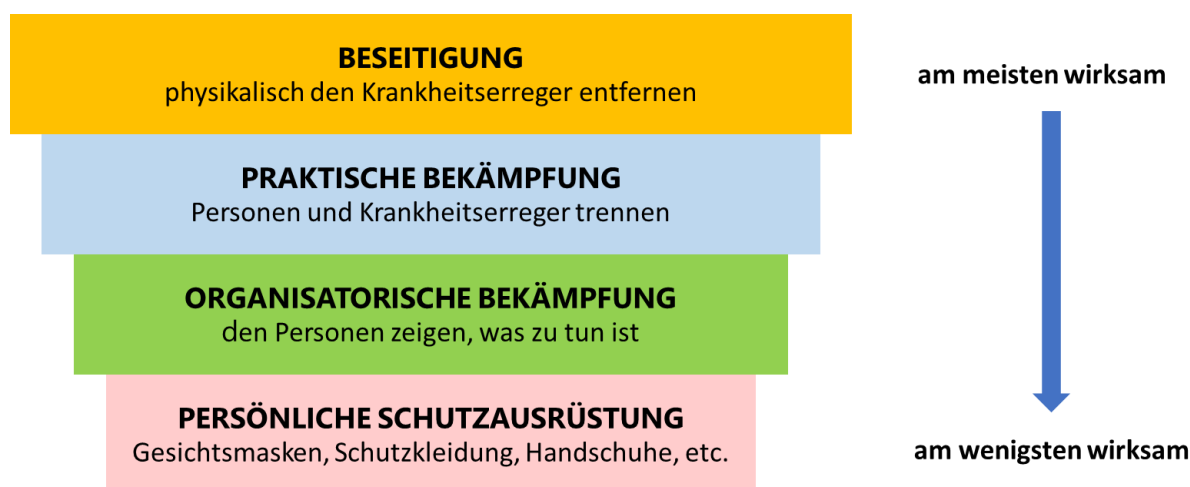 BESEITIGUNG
physikalisch den Krankheitserreger entfernen
am meisten wirksam
PRAKTISCHE BEKÄMPFUNG
Personen und Krankheitserreger trennen
ORGANISATORISCHE BEKÄMPFUNG
den Personen zeigen, was zu tun ist
PERSÖNLICHE SCHUTZAUSRÜSTUNG
Gesichtsmasken, Schutzkleidung, Handschuhe, etc.
am wenigsten wirksam